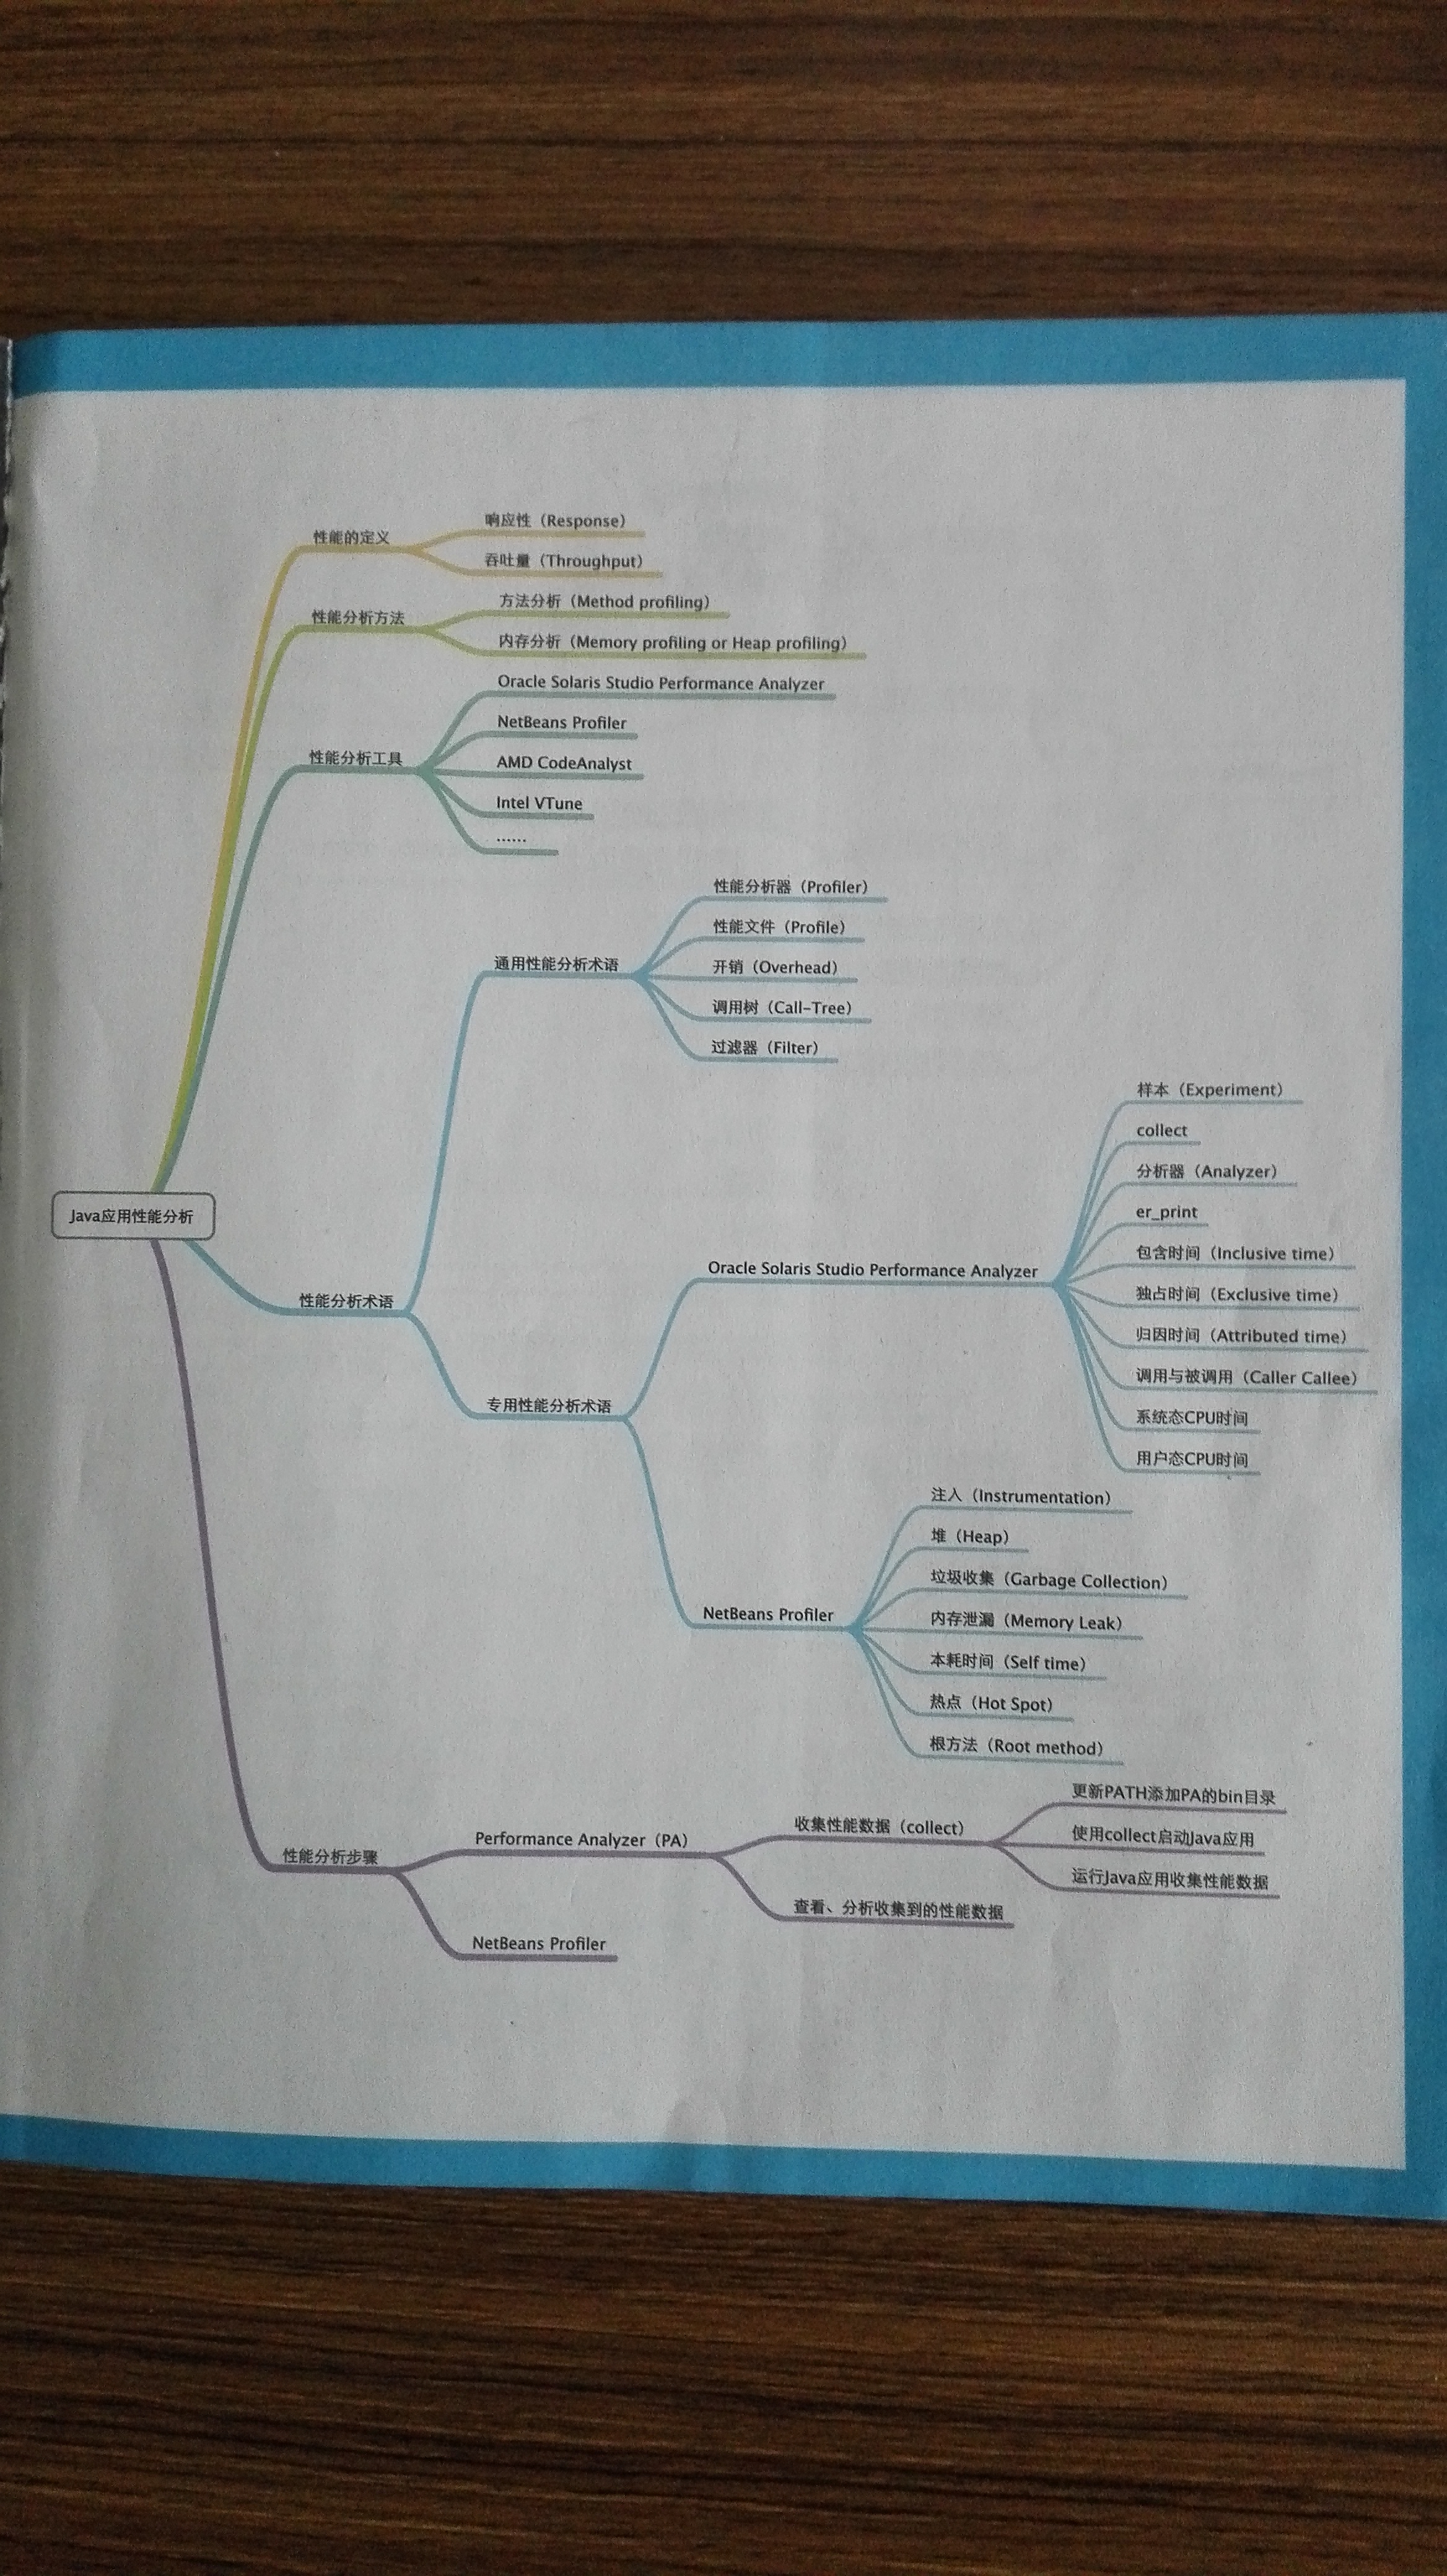 性能的定义
响应性（Response）
吞吐量（Throughput）
性能分析方法
方法分析（Method profiling）
内存分析（Memory profiling or Heap profiling）
性能分析工具
Oracle Solaris Studio Performance Analyzer
NetBeans Profiler
AMD CodeAnalyst
Intel VTune
……
Java应用性能分析
性能分析术语
通用性能分析术语
性能分析器（Profiler）
性能文件（Profile）
开销（Overhead）
调用树（Call-Tree）
过滤器（Filter）
专用性能分析术语
Oracle Solaris Studio Performance Analyzer
样本（Experiment）
collect
分析器（Analyzer）
er_print
包含时间（Inclusive time）
独占时间（Exclusive time）
归因时间（Attributed time）
调用与被调用（Caller Callee）
系统态CPU时间
用户态CPU时间
NetBeans Profiler
注入（Instrumentation）
堆（Heap）
垃圾收集（Garbage Collection）
内存泄漏（Memory Leak）
本耗时间（Self time）
热点（Hot Spot）
根方法（Root method）
性能分析步骤
Performance Analyzer（PA）
收集性能数据（collect）
更新PATH添加PA的bin目录
使用collect启动Java应用
运行Java应用收集性能数据
查看、分析收集到的性能数据
NetBeans Profiler